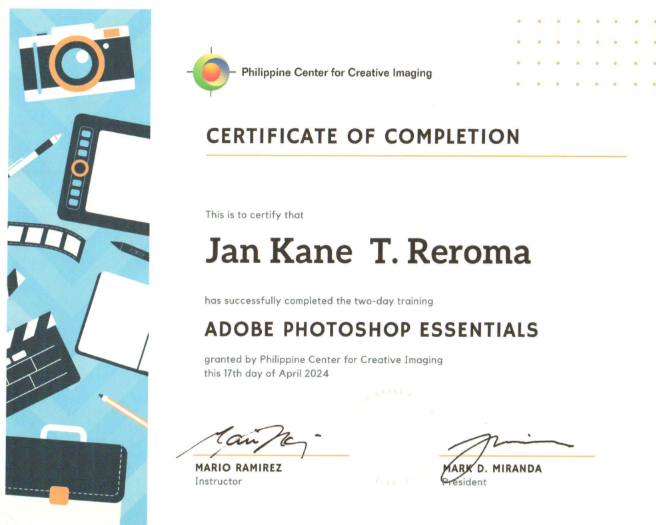 Philippine Center for Creative Imaging
CERTIFICATE OF COMPLETION
This is to certify that
Jan Kane T. Reroma
has successfully completed the two-day training
ADOBE PHOTOSHOP ESSENTIALS
granted by Philippine Center for Creative Imaging
this 17th day of April 2024
MARIO RAMIREZ
Instructor
MARK D. MIRANDA
President